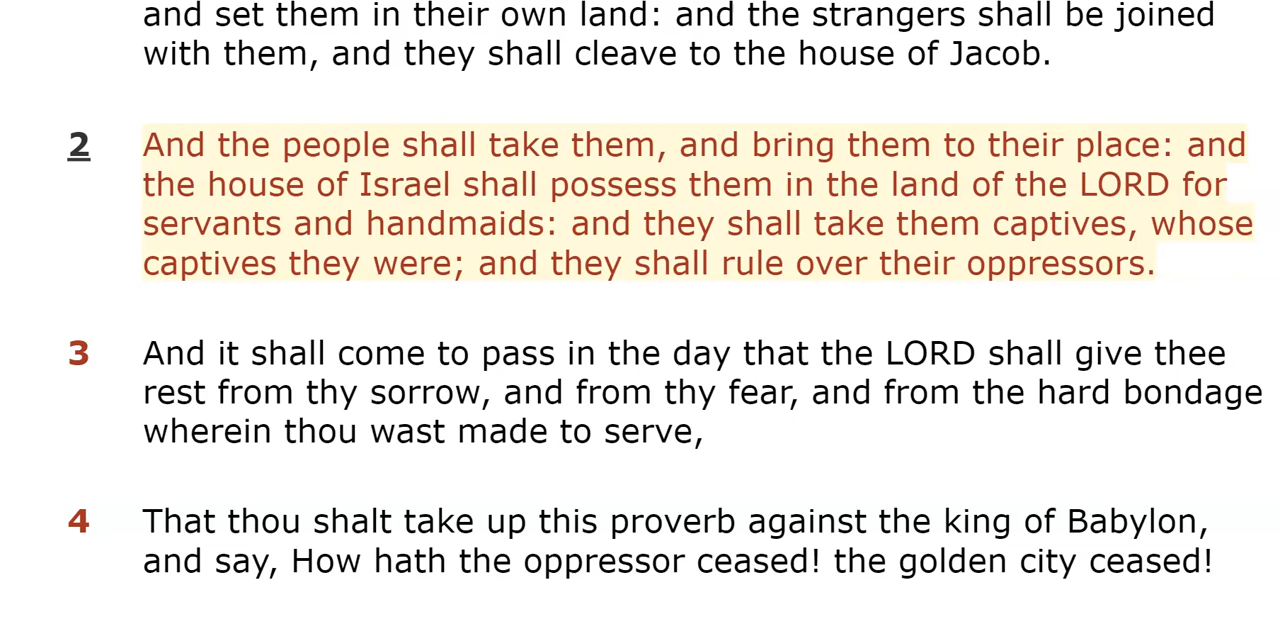 and set them in their own land: and the strangers shall be joined
with them, and they shall cleave to the house of Jacob.
2 And the people shall take them, and bring them to their place: and
the house of Israel shall possess them in the land of the LORD for
servants and handmaids: and they shall take them captives, whose
captives they were; and they shall rule over their oppressors.
3 And it shall come to pass in the day that the LORD shall give thee
rest from thy sorrow, and from thy fear, and from the hard bondage
wherein thou wast made to serve,
4 That thou shalt take up this proverb against the king of Babylon,
and say, How hath the oppressor ceased! the golden city ceased!